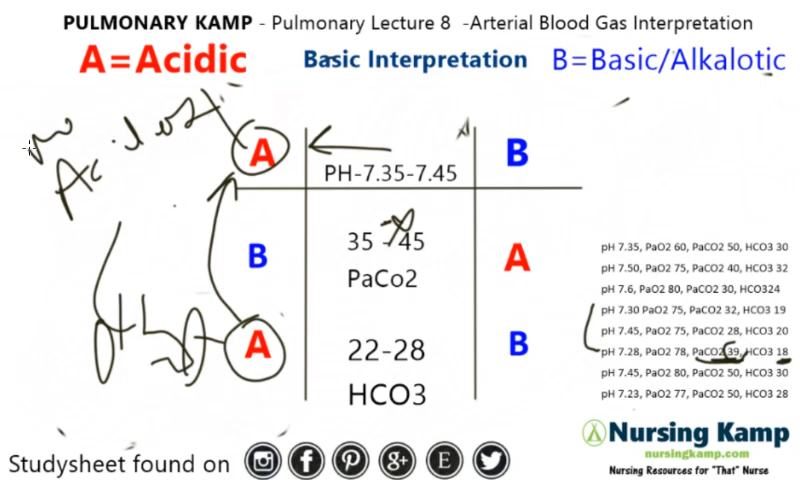 PULMONARY KAMP - Pulmonary Lecture 8 -Arterial Blood Gas Interpretation
A=Acidic Basic Interpretation B=Basic/Alkalotic
A PH-7.35-7.45 B
B 35 - 45 A
PaCo2
A 22-28 B
HCO3
pH 7.35, PaO2 60, PaCO2 50, HCO3 30
pH 7.50, PaO2 75, PaCO2 40, HCO3 32
pH 7.6, PaO2 80, PaCO2 30, HCO324
pH 7.30 PaO2 75, PaCO2 32, HCO3 19
pH 7.45, PaO2 75, PaCO2 28, HCO3 20
pH 7.28, PaO2 78, PaCO2 39, HCO3 18
pH 7.45, PaO2 80, PaCO2 50, HCO3 30
pH 7.23, PaO2 77, PaCO2 50, HCO3 28
Nursing Kamp
nursingkamp.com
Nursing Resources for "That" Nurse
Studysheet found on